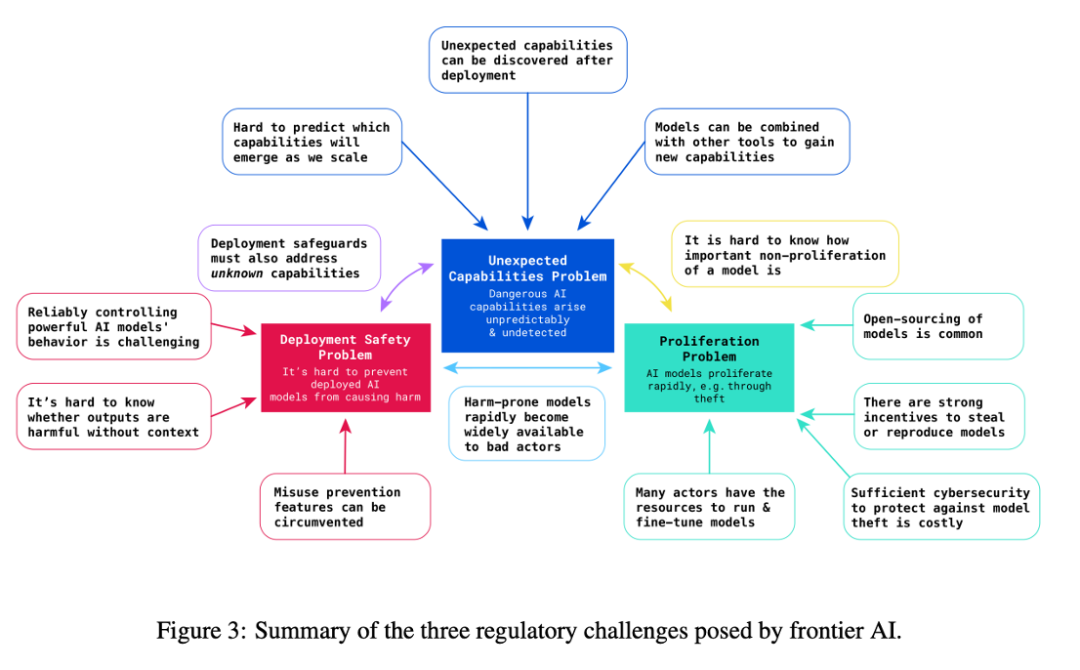 Unexpected capabilities
can be discovered after
deployment
Hard to predict which
capabilities will
emerge as we scale
Models can be combined
with other tools to gain
new capabilities
Deployment safeguards
must also address
unknown capabilities
Unexpected
Capabilities Problem
Dangerous AI
capabilities arise
unpredictably
& undetected
It is hard to know how
important non-proliferation
of a model is
Reliably controlling
powerful AI models'
behavior is challenging
Deployment Safety
Problem
It's hard to prevent
deployed AI
models from causing harm
Proliferation
Problem
AI models proliferate
rapidly, e.g. through
theft
Open-sourcing of
models is common
It's hard to know
whether outputs are
harmful without context
Harm-prone models
rapidly become
widely available
to bad actors
There are strong
incentives to steal
or reproduce models
Misuse prevention
features can be
circumvented
Many actors have the
resources to run &
fine-tune models
Sufficient cybersecurity
to protect against model
theft is costly
Figure 3: Summary of the three regulatory challenges posed by frontier AI.